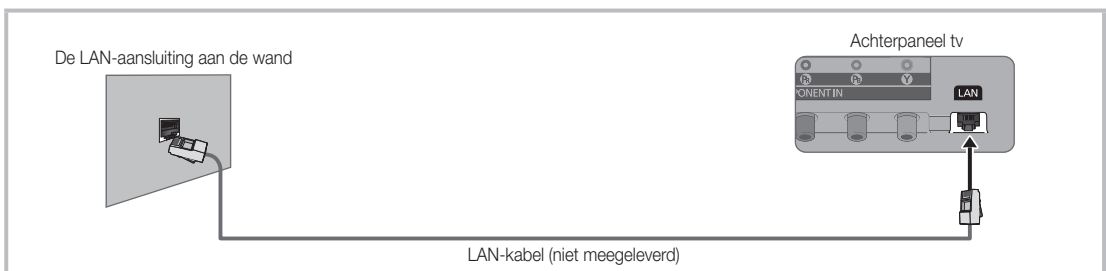 De LAN-aansluiting aan de wand
Achterpaneel tv
PR PB Y
PONENT IN
LAN
LAN-kabel (niet meegeleverd)